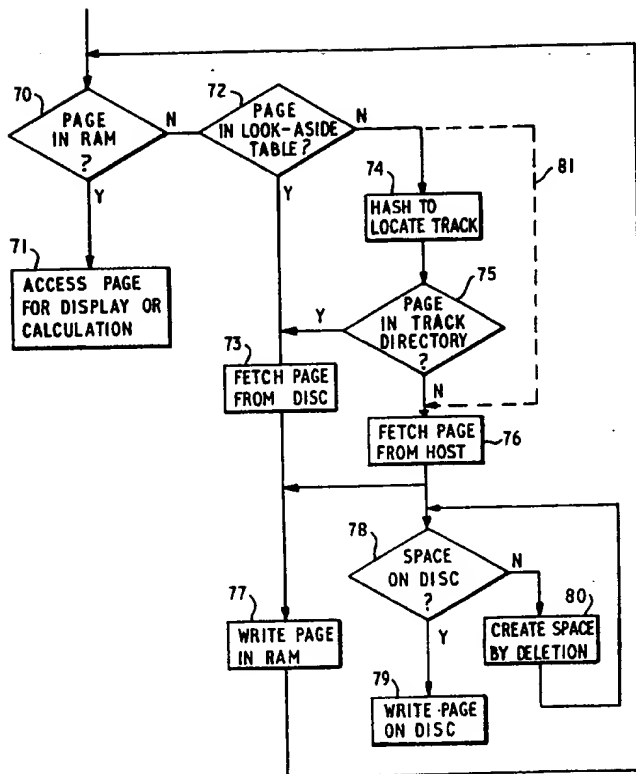 70
PAGE
IN RAM
?
N
Y
72
PAGE
IN LOOK-ASIDE
TABLE?
N
Y
81
74
HASH TO
LOCATE TRACK
71
ACCESS PAGE
FOR DISPLAY OR
CALCULATION
75
PAGE
IN TRACK
DIRECTORY
?
Y
N
73
FETCH PAGE
FROM DISC
FETCH PAGE
FROM HOST
76
78
SPACE
ON DISC
?
N
Y
77
WRITE PAGE
IN RAM
80
CREATE SPACE
BY DELETION
79
WRITE PAGE
ON DISC